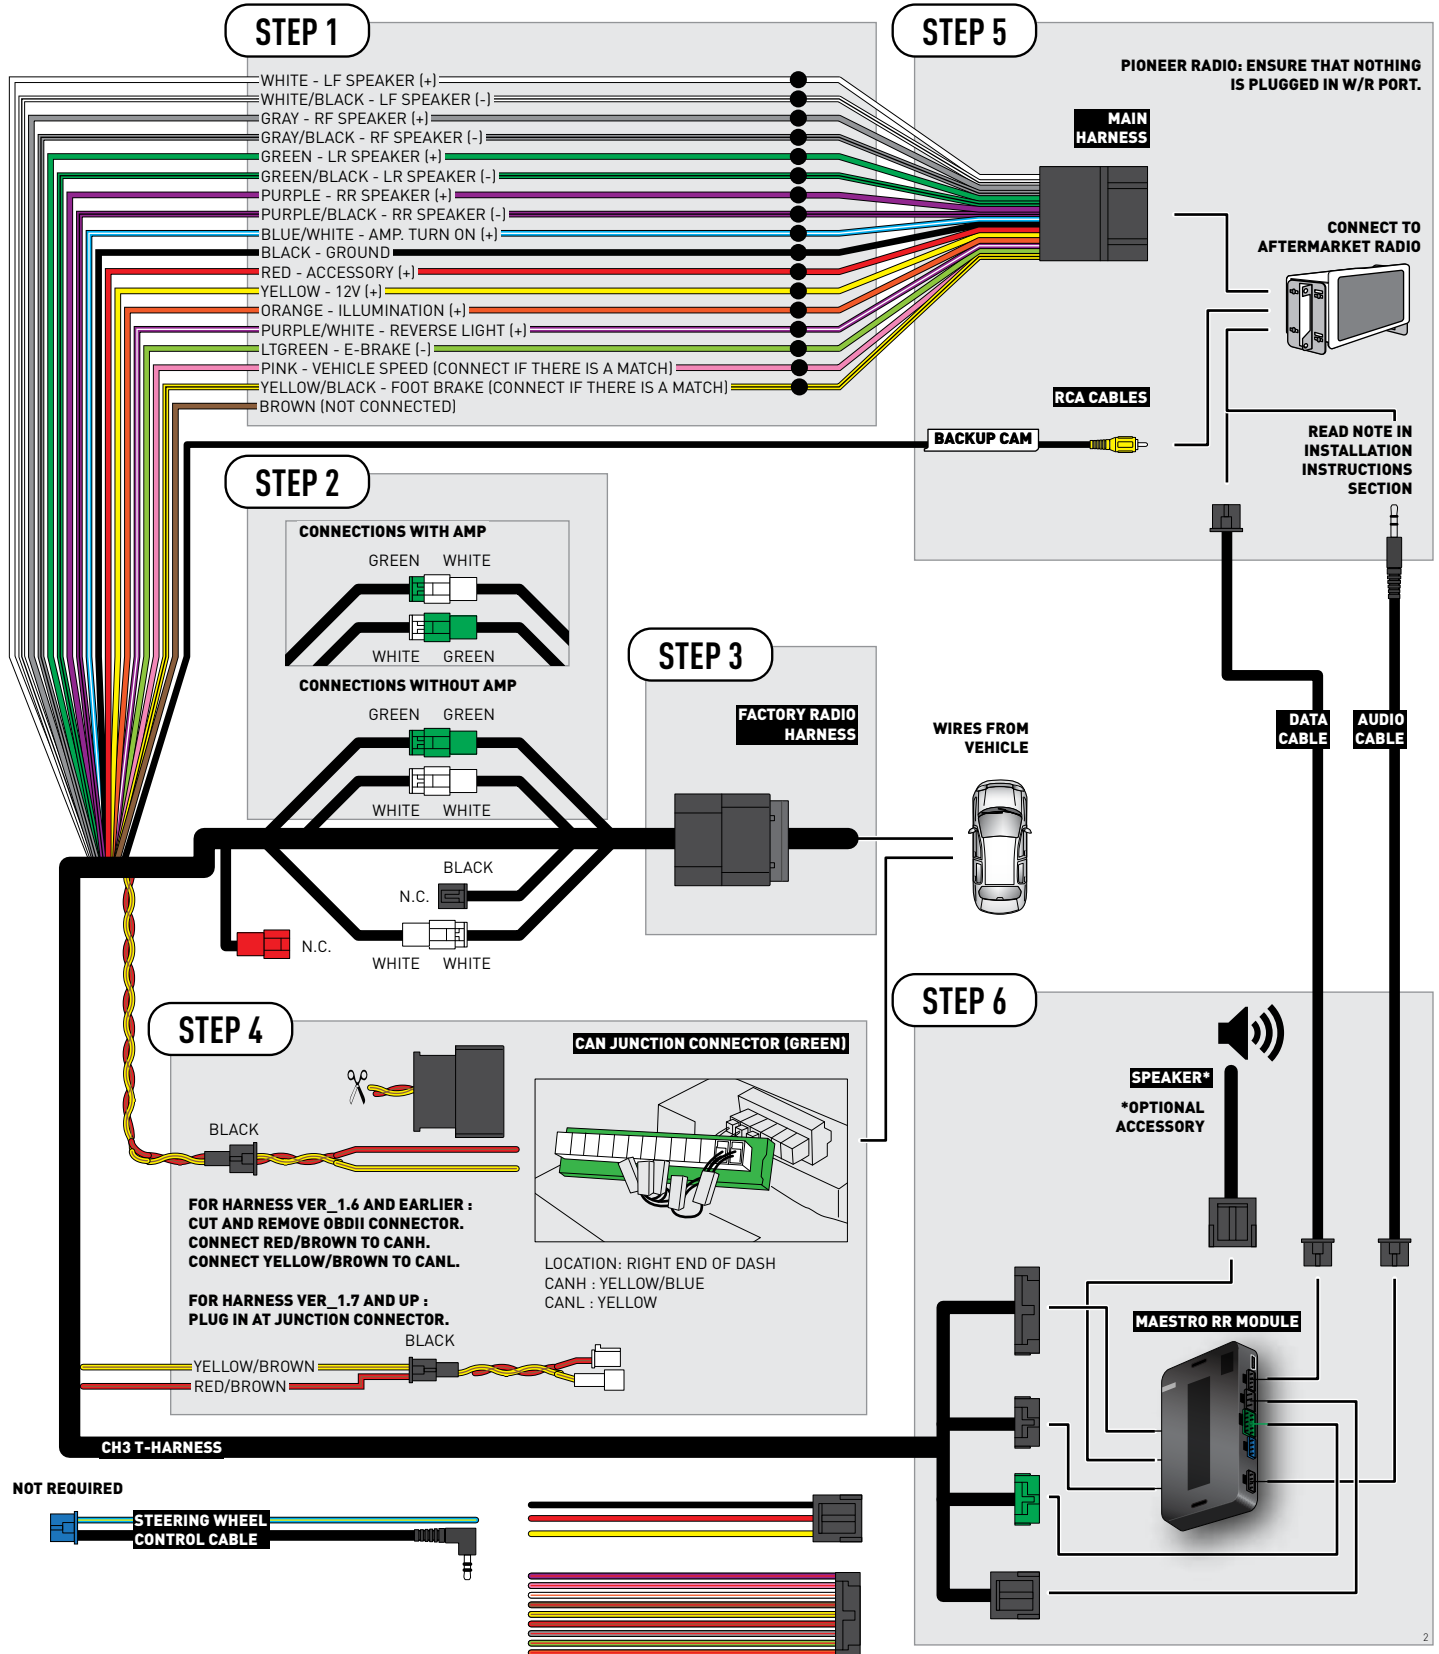 STEP 1
WHITE - LF SPEAKER (+)
WHITE/BLACK - LF SPEAKER (-)
GRAY - RF SPEAKER (+)
GRAY/BLACK - RF SPEAKER (-)
GREEN - LR SPEAKER (+)
GREEN/BLACK - LR SPEAKER (-)
PURPLE - RR SPEAKER (+)
PURPLE/BLACK - RR SPEAKER (-)
BLUE/WHITE - AMP. TURN ON (+)
BLACK - GROUND
RED - ACCESSORY (+)
YELLOW - 12V (+)
ORANGE - ILLUMINATION (+)
PURPLE/WHITE - REVERSE LIGHT (+)
LTGREEN - E-BRAKE (-)
PINK - VEHICLE SPEED (CONNECT IF THERE IS A MATCH)
YELLOW/BLACK - FOOT BRAKE (CONNECT IF THERE IS A MATCH)
BROWN (NOT CONNECTED)
STEP 5
PIONEER RADIO: ENSURE THAT NOTHING
IS PLUGGED IN W/R PORT.
MAIN
HARNESS
CONNECT TO
AFTERMARKET RADIO
RCA CABLES
BACKUP CAM
READ NOTE IN
INSTALLATION
INSTRUCTIONS
SECTION
STEP 2
CONNECTIONS WITH AMP
GREEN WHITE
WHITE GREEN
CONNECTIONS WITHOUT AMP
GREEN GREEN
WHITE WHITE
BLACK
N.C.
N.C.
WHITE WHITE
STEP 3
FACTORY RADIO
HARNESS
WIRES FROM
VEHICLE
DATA
CABLE
AUDIO
CABLE
STEP 4
CAN JUNCTION CONNECTOR (GREEN)
BLACK
FOR HARNESS VER_1.6 AND EARLIER :
CUT AND REMOVE OBDII CONNECTOR.
CONNECT RED/BROWN TO CANH.
CONNECT YELLOW/BROWN TO CANL.
FOR HARNESS VER_1.7 AND UP :
PLUG IN AT JUNCTION CONNECTOR.
LOCATION: RIGHT END OF DASH
CANH : YELLOW/BLUE
CANL : YELLOW
BLACK
YELLOW/BROWN
RED/BROWN
STEP 6
SPEAKER*
*OPTIONAL
ACCESSORY
MAESTRO RR MODULE
CH3 T-HARNESS
NOT REQUIRED
STEERING WHEEL
CONTROL CABLE
2